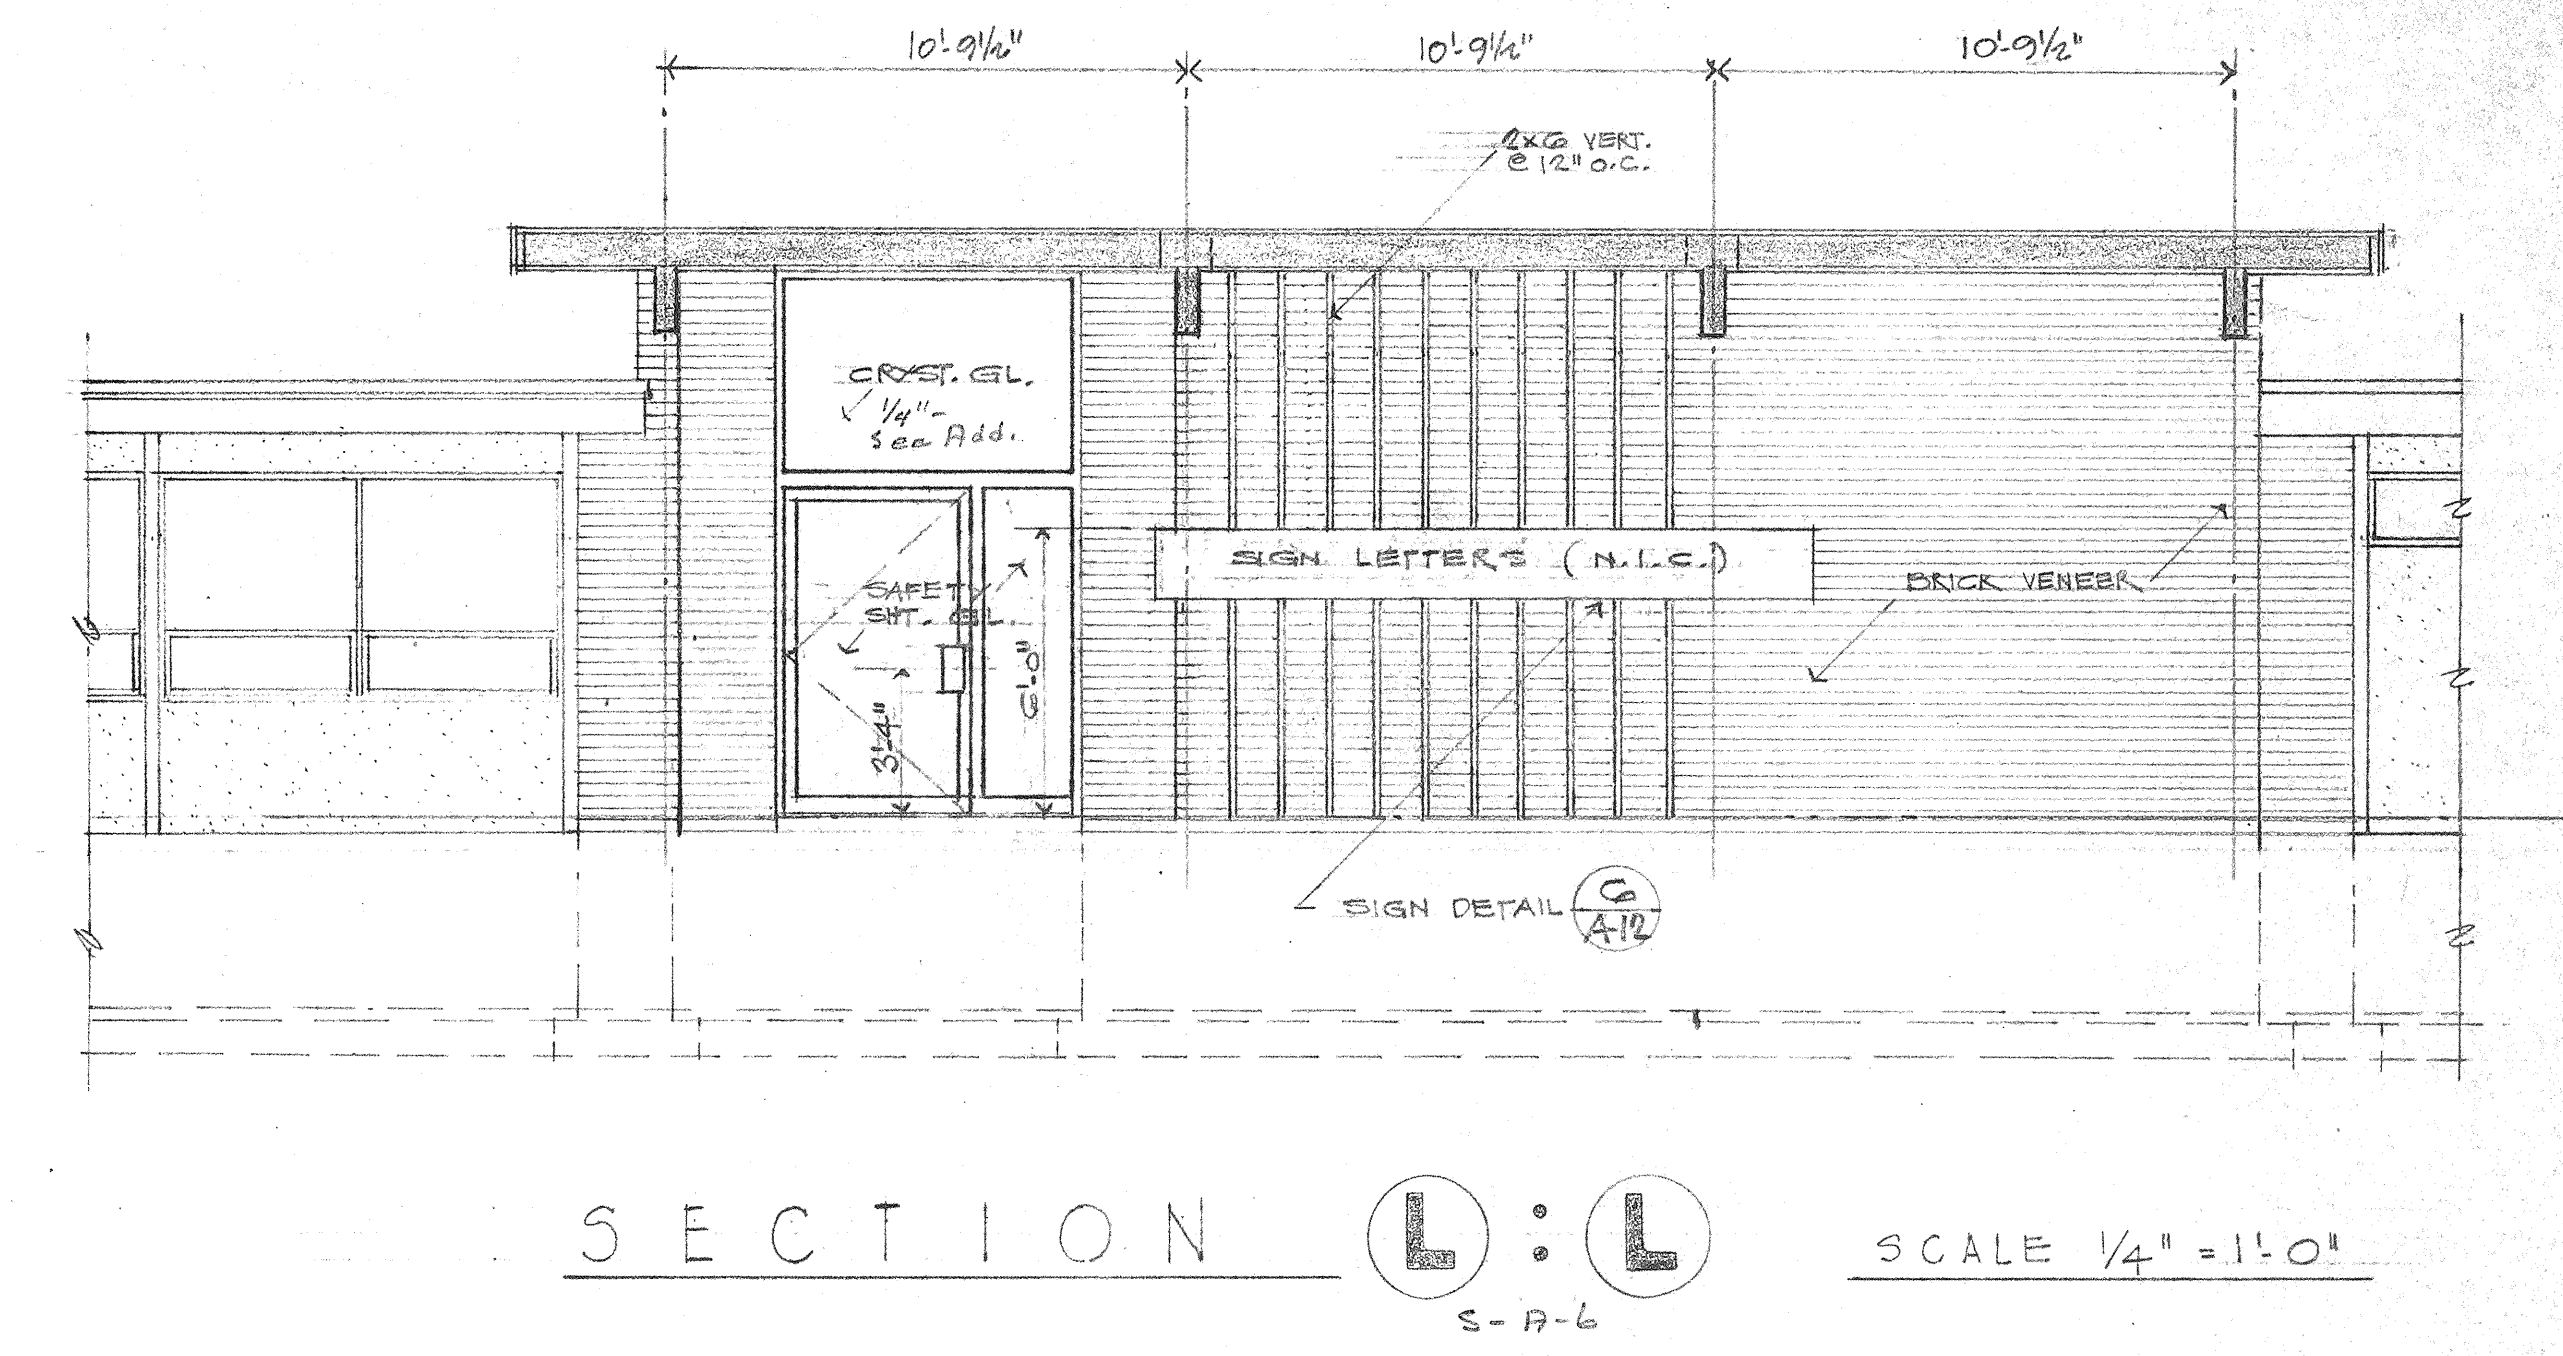 10'-9½" 10'-9½" 10'-9½"
2x6 VERT.
@ 12" O.C.
CRYST. GL.
1/4"-
See Add.
SIGN LETTERS (N.I.C.)
SAFETY
SHT. GL.
BRICK VENEER
6'-0"
3'-4"
SIGN DETAIL 6
A-12
SECTION L : L
SCALE 1/4" = 1'-0"
S-A-6